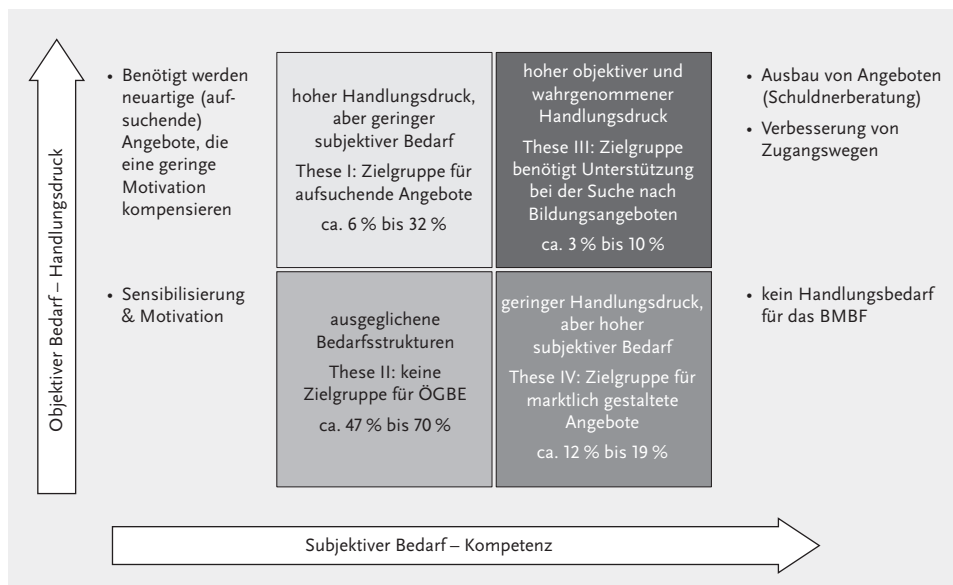 Objektiver Bedarf – Handlungsdruck
• Benötigt werden
neuartige (auf-
suchende)
Angebote, die
eine geringe
Motivation
kompensieren
hoher Handlungsdruck,
aber geringer
subjektiver Bedarf
These I: Zielgruppe für
aufsuchende Angebote
ca. 6 % bis 32 %
hoher objektiver und
wahrgenommener
Handlungsdruck
These III: Zielgruppe
benötigt Unterstützung
bei der Suche nach
Bildungsangeboten
ca. 3 % bis 10 %
• Ausbau von Angeboten
(Schuldnerberatung)
• Verbesserung von
Zugangswegen
• Sensibilisierung
& Motivation
ausgeglichene
Bedarfsstrukturen
These II: keine
Zielgruppe für ÖGBE
ca. 47 % bis 70 %
geringer Handlungsdruck,
aber hoher
subjektiver Bedarf
These IV: Zielgruppe für
marktlich gestaltete
Angebote
ca. 12 % bis 19 %
• kein Handlungsbedarf
für das BMBF
Subjektiver Bedarf – Kompetenz